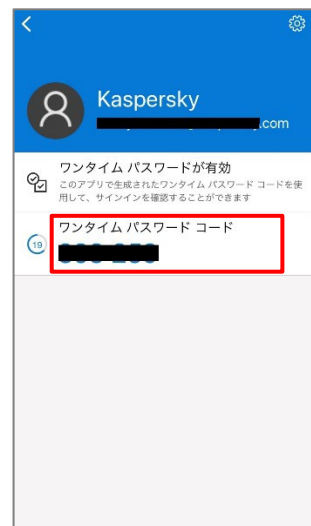 Kaspersky
.com
ワンタイム パスワードが有効
このアプリで生成されたワンタイム パスワード コードを使
用して、サインインを確認することができます
ワンタイム パスワード コード
19